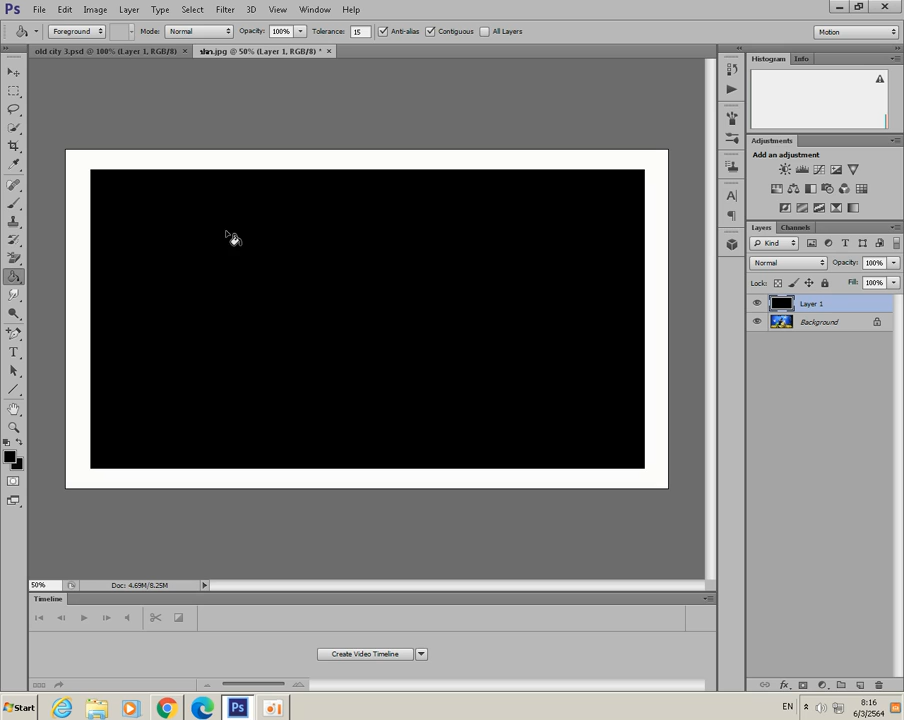 Ps File Edit Image Layer Type Select Filter 3D View Window Help
Foreground Mode: Normal Opacity: 100% Tolerance: 15 Anti-alias Contiguous All Layers Motion
old city 3.psd @ 100% (Layer 1, RGB/8) × .jpg @ 50% (Layer 1, RGB/8) * ×
Histogram Info
Adjustments
Add an adjustment
Layers Channels
Kind
Normal Opacity: 100%
Lock: Fill: 100%
Layer 1
Background
50% Doc: 4.69M/8.25M
Timeline
Create Video Timeline
Start Ps EN 8:16
6/3/2564